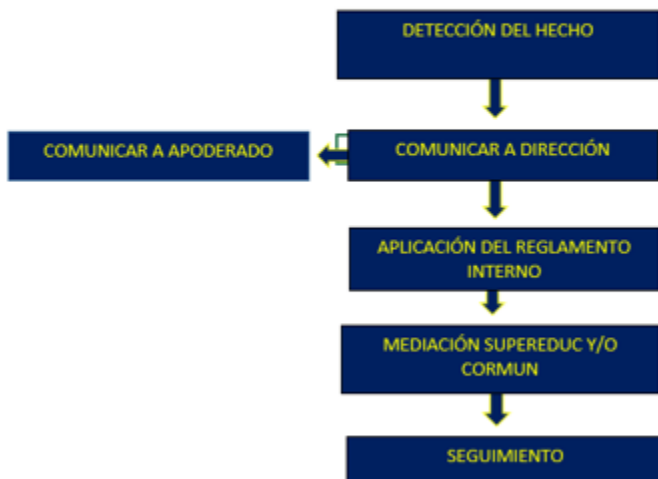 DETECCIÓN DEL HECHO
COMUNICAR A APODERADO
COMUNICAR A DIRECCIÓN
APLICACIÓN DEL REGLAMENTO
INTERNO
MEDIACIÓN SUPEREDUC Y/O
CORMUN
SEGUIMIENTO